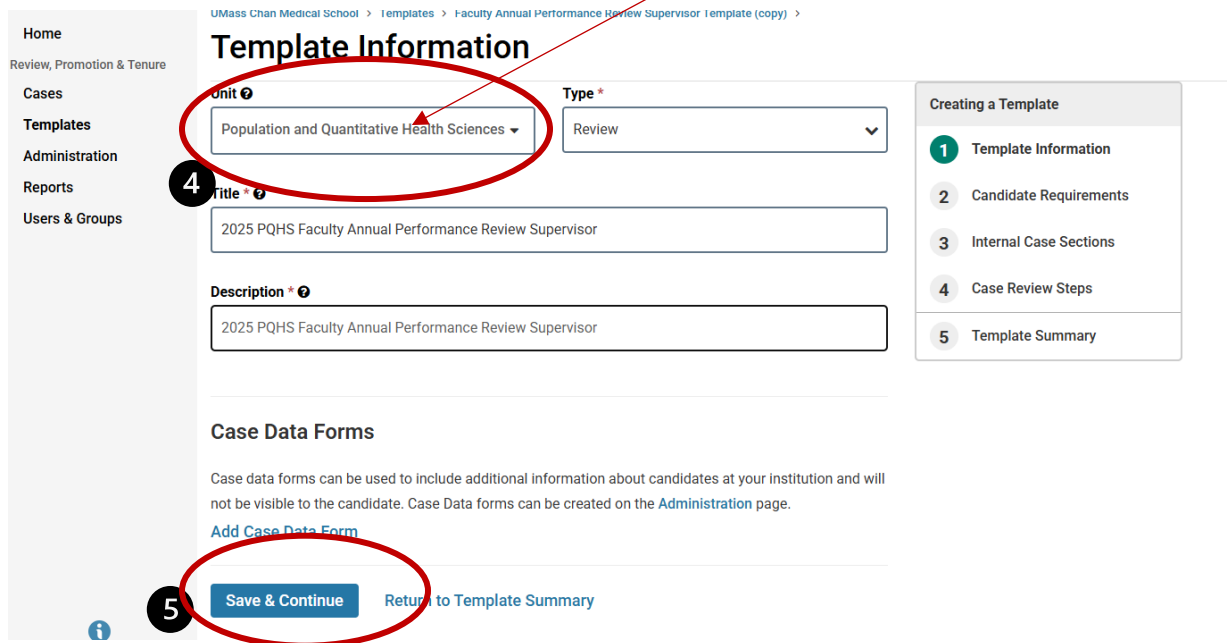 UMass Chan Medical School > Templates > Faculty Annual Performance Review Supervisor Template (copy) >
Home
Template Information
Review, Promotion & Tenure
Cases
Templates
Administration
Reports
Users & Groups
Unit
Type *
Population and Quantitative Health Sciences
Review
4
Title *
2025 PQHS Faculty Annual Performance Review Supervisor
Description *
2025 PQHS Faculty Annual Performance Review Supervisor
Case Data Forms
Case data forms can be used to include additional information about candidates at your institution and will
not be visible to the candidate. Case Data forms can be created on the Administration page.
Add Case Data Form
5
Save & Continue
Return to Template Summary
Creating a Template
1 Template Information
2 Candidate Requirements
3 Internal Case Sections
4 Case Review Steps
5 Template Summary